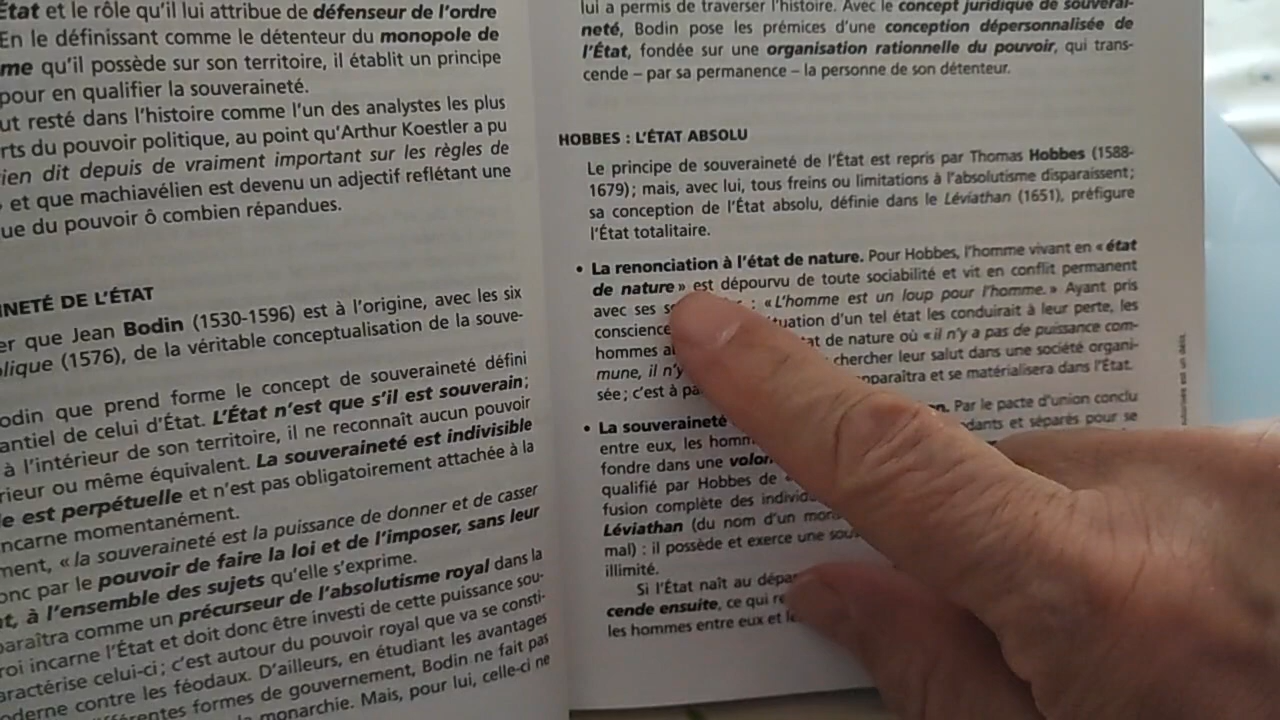 État et le rôle qu'il lui attribue de défenseur de l'ordre
En le définissant comme le détenteur du monopole de
me qu'il possède sur son territoire, il établit un principe
pour en qualifier la souveraineté.
ut resté dans l'histoire comme l'un des analystes les plus
rts du pouvoir politique, au point qu'Arthur Koestler a pu
ien dit depuis de vraiment important sur les règles de
» et que machiavélien est devenu un adjectif reflétant une
ue du pouvoir ô combien répandues.
INETÉ DE L'ÉTAT
er que Jean Bodin (1530-1596) est à l'origine, avec les six
blique (1576), de la véritable conceptualisation de la souve-
odin que prend forme le concept de souveraineté défini
antiel de celui d'État. L'État n'est que s'il est souverain;
à l'intérieur de son territoire, il ne reconnaît aucun pouvoir
rieur ou même équivalent. La souveraineté est indivisible
le est perpétuelle et n'est pas obligatoirement attachée à la
ncarne momentanément.
ment, « la souveraineté est la puissance de donner et de casser
onc par le pouvoir de faire la loi et de l'imposer, sans leur
nt, à l'ensemble des sujets qu'elle s'exprime.
paraîtra comme un précurseur de l'absolutisme royal dans la
roi incarne l'État et doit donc être investi de cette puissance sou-
aractérise celui-ci; c'est autour du pouvoir royal que va se consti-
oderne contre les féodaux. D'ailleurs, en étudiant les avantages
fférentes formes de gouvernement, Bodin ne fait pas
monarchie. Mais, pour lui, celle-ci ne
lui a permis de traverser l'histoire. Avec le concept juridique de souverai-
neté, Bodin pose les prémices d'une conception dépersonnalisée de
l'État, fondée sur une organisation rationnelle du pouvoir, qui trans-
cende – par sa permanence – la personne de son détenteur.
HOBBES : L'ÉTAT ABSOLU
Le principe de souveraineté de l'État est repris par Thomas Hobbes (1588-
1679); mais, avec lui, tous freins ou limitations à l'absolutisme disparaissent;
sa conception de l'État absolu, définie dans le Léviathan (1651), préfigure
l'État totalitaire.
• La renonciation à l'état de nature. Pour Hobbes, l'homme vivant en « état
de nature » est dépourvu de toute sociabilité et vit en conflit permanent
avec ses : « L'homme est un loup pour l'homme. » Ayant pris
conscience tuation d'un tel état les conduirait à leur perte, les
hommes at de nature où « il n'y a pas de puissance com-
mune, il n'y chercher leur salut dans une société organi-
sée; c'est à pa pparaîtra et se matérialisera dans l'État.
• La souveraineté on. Par le pacte d'union conclu
entre eux, les homm dants et séparés pour se
fondre dans une volon
qualifié par Hobbes de «
fusion complète des individ
Léviathan (du nom d'un mons
mal) : il possède et exerce une sou
illimité.
Si l'État naît au dépa
cende ensuite, ce qui re
les hommes entre eux et le